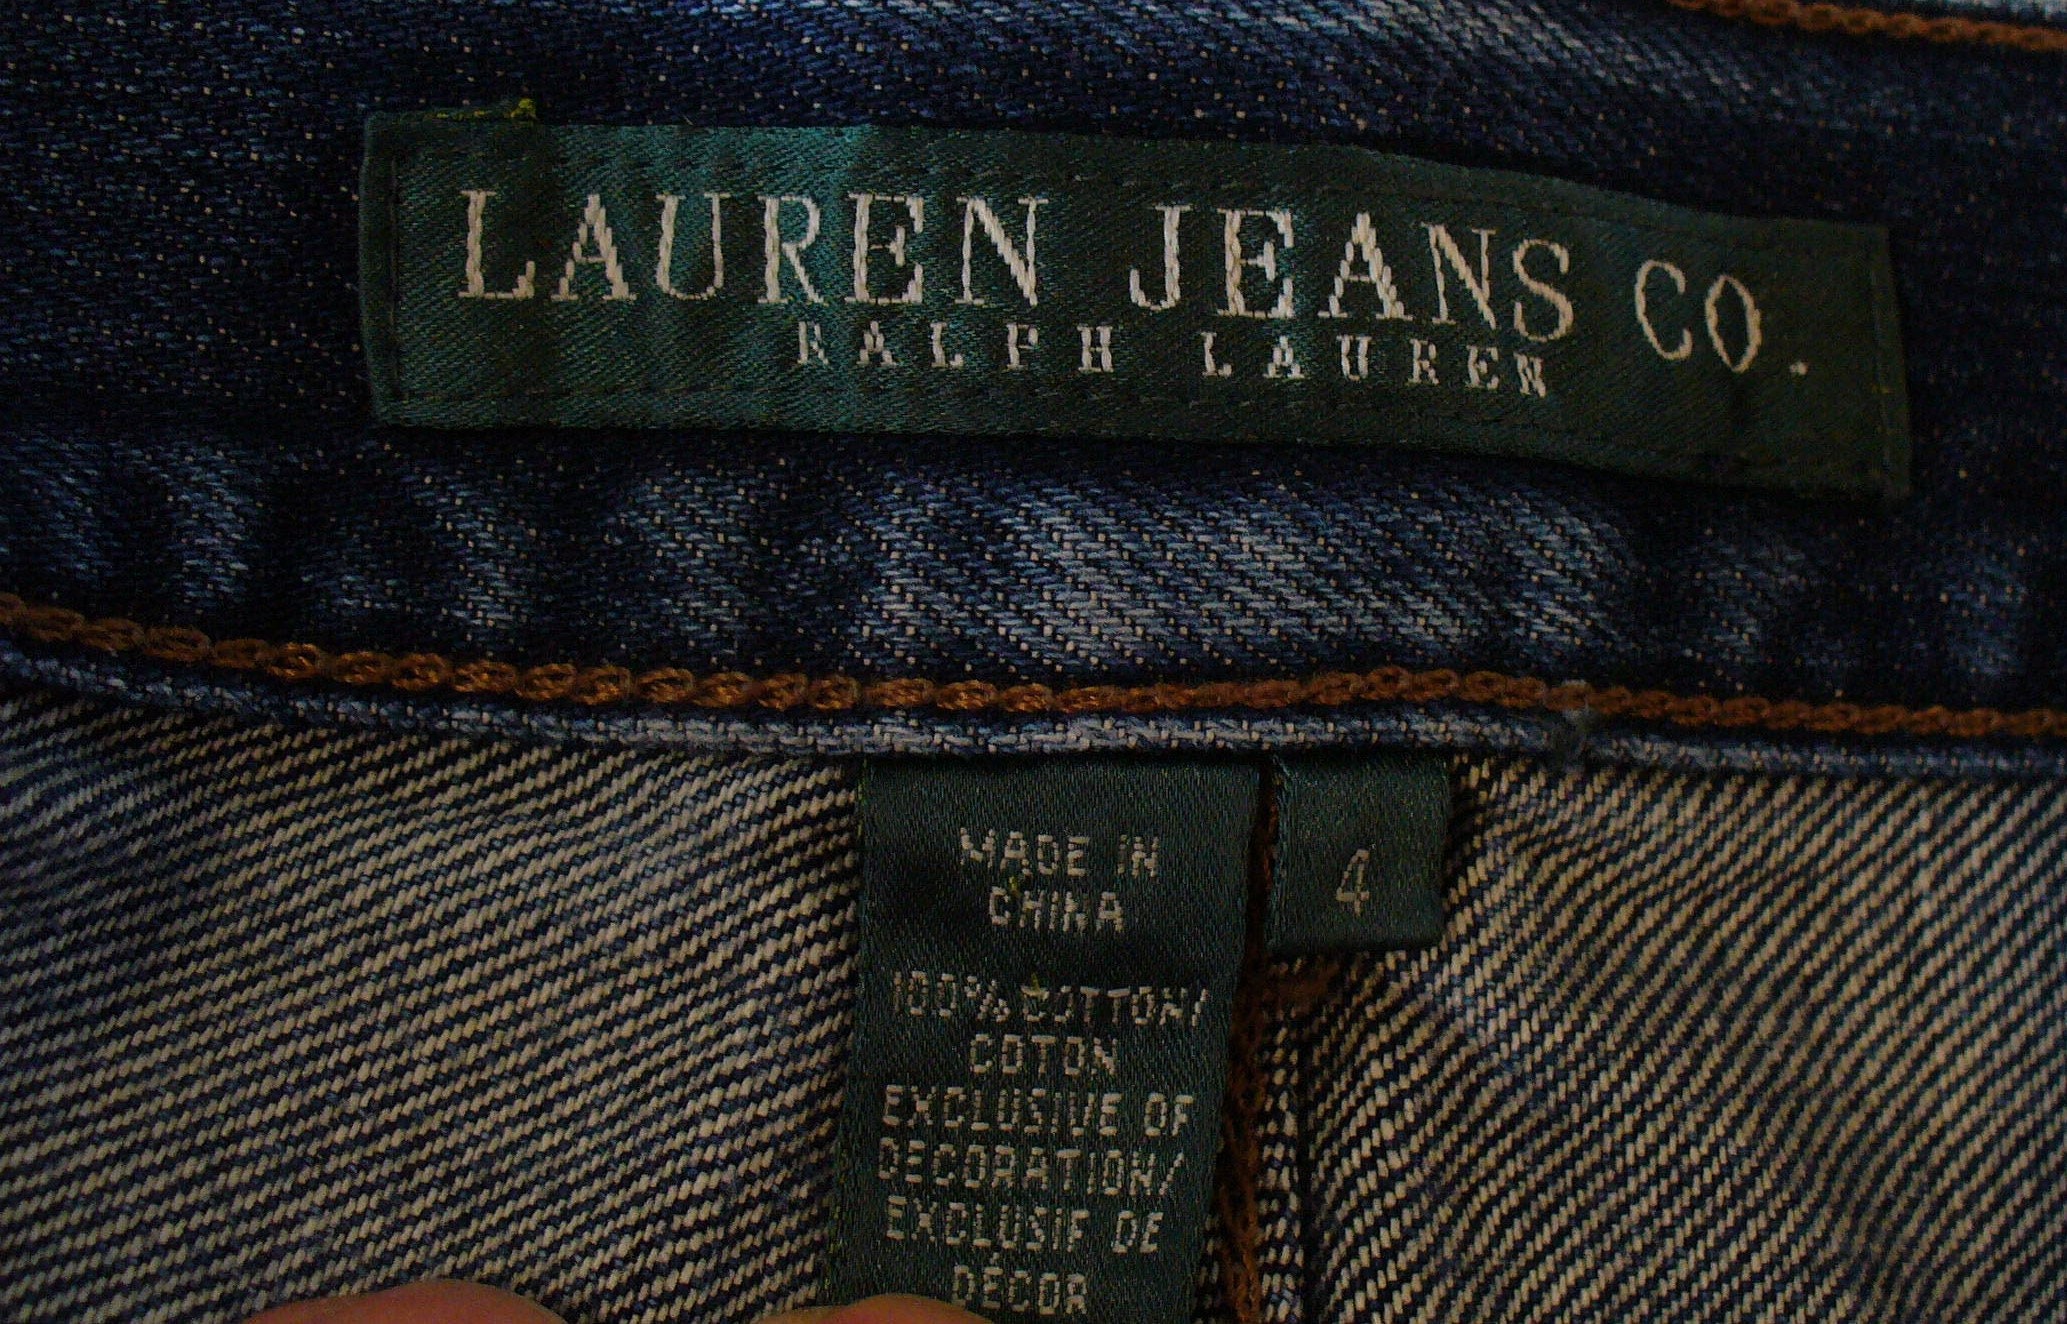 LAUREN JEANS CO.
RALPH LAUREN
MADE IN
CHINA
4
100% COTTON/
COTON
EXCLUSIVE OF
DECORATION/
EXCLUSIF DE
DÉCOR